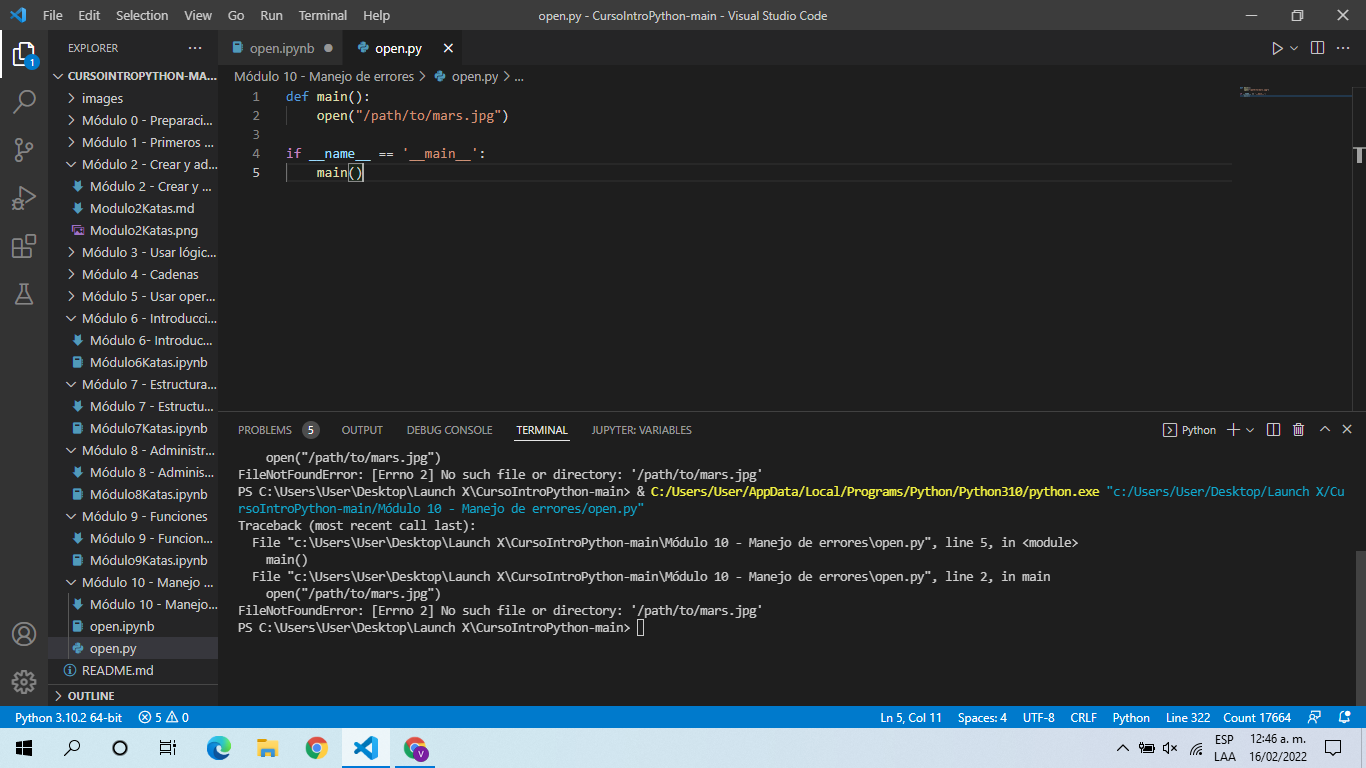 File Edit Selection View Go Run Terminal Help open.py - CursoIntroPython-main - Visual Studio Code
EXPLORER
1
CURSOINTROPYTHON-MA...
images
Módulo 0 - Preparaci...
Módulo 1 - Primeros ...
Módulo 2 - Crear y ad...
Módulo 2 - Crear y ...
Modulo2Katas.md
Modulo2Katas.png
Módulo 3 - Usar lógic...
Módulo 4 - Cadenas
Módulo 5 - Usar oper...
Módulo 6 - Introducci...
Módulo 6- Introduc...
Módulo6Katas.ipynb
Módulo 7 - Estructura...
Módulo 7 - Estructu...
Módulo7Katas.ipynb
Módulo 8 - Administr...
Módulo 8 - Adminis...
Módulo8Katas.ipynb
Módulo 9 - Funciones
Módulo 9 - Funcion...
Módulo9Katas.ipynb
Módulo 10 - Manejo ...
Módulo 10 - Manejo...
open.ipynb
open.py
README.md
OUTLINE
open.ipynb open.py
Módulo 10 - Manejo de errores > open.py > ...
1 def main():
2     open("/path/to/mars.jpg")
3
4 if __name__ == '__main__':
5     main()
PROBLEMS 5 OUTPUT DEBUG CONSOLE TERMINAL JUPYTER: VARIABLES Python
    open("/path/to/mars.jpg")
FileNotFoundError: [Errno 2] No such file or directory: '/path/to/mars.jpg'
PS C:\Users\User\Desktop\Launch X\CursoIntroPython-main> & C:/Users/User/AppData/Local/Programs/Python/Python310/python.exe "c:/Users/User/Desktop/Launch X/Cu
rsoIntroPython-main/Módulo 10 - Manejo de errores/open.py"
Traceback (most recent call last):
  File "c:\Users\User\Desktop\Launch X\CursoIntroPython-main\Módulo 10 - Manejo de errores\open.py", line 5, in <module>
    main()
  File "c:\Users\User\Desktop\Launch X\CursoIntroPython-main\Módulo 10 - Manejo de errores\open.py", line 2, in main
    open("/path/to/mars.jpg")
FileNotFoundError: [Errno 2] No such file or directory: '/path/to/mars.jpg'
PS C:\Users\User\Desktop\Launch X\CursoIntroPython-main>
Python 3.10.2 64-bit 5 0 Ln 5, Col 11 Spaces: 4 UTF-8 CRLF Python Line 322 Count 17664
V
ESP
LAA
12:46 a. m.
16/02/2022